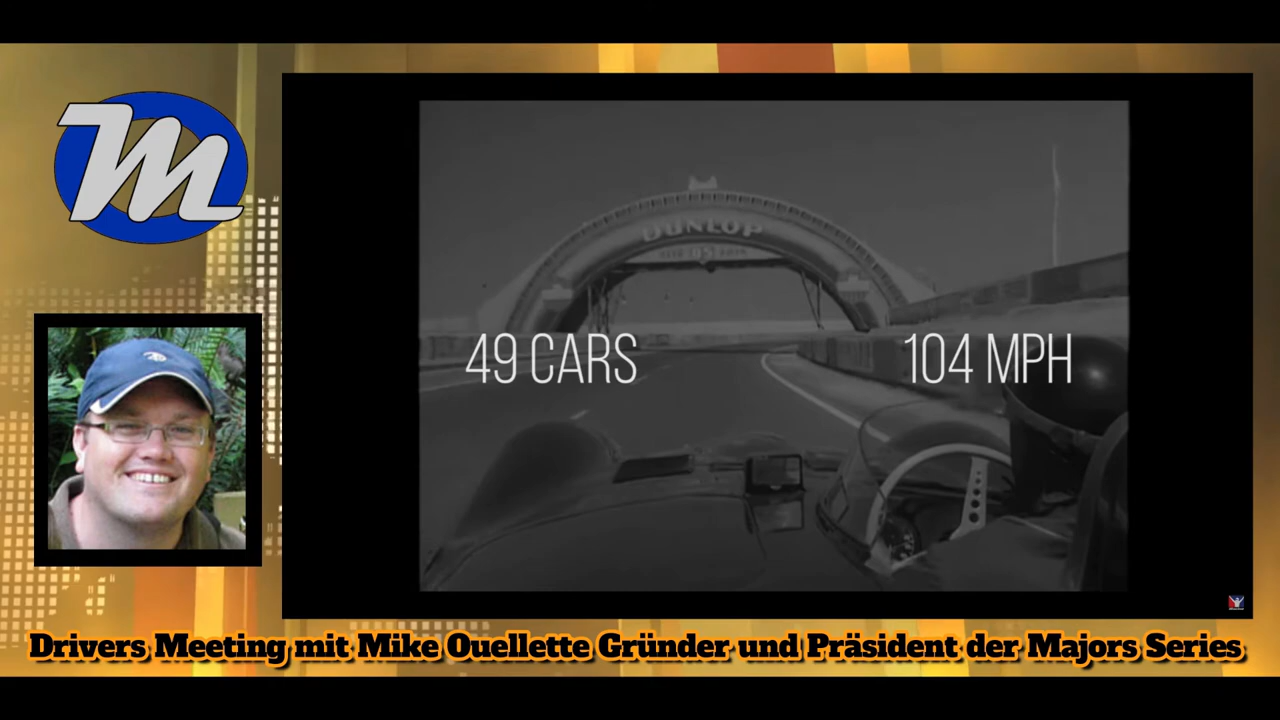 M
DUNLOP
49 CARS
104 MPH
Drivers Meeting mit Mike Ouellette Gründer und Präsident der Majors Series